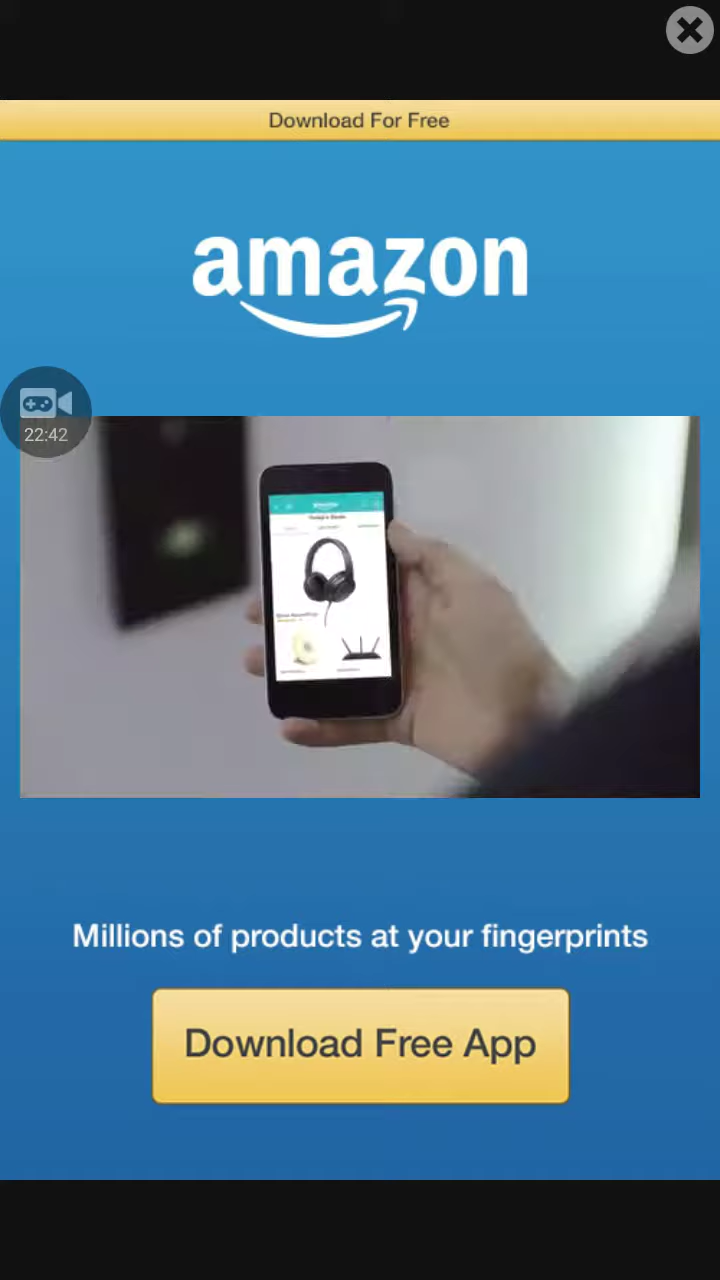 Download For Free
amazon
22:42
Millions of products at your fingerprints
Download Free App